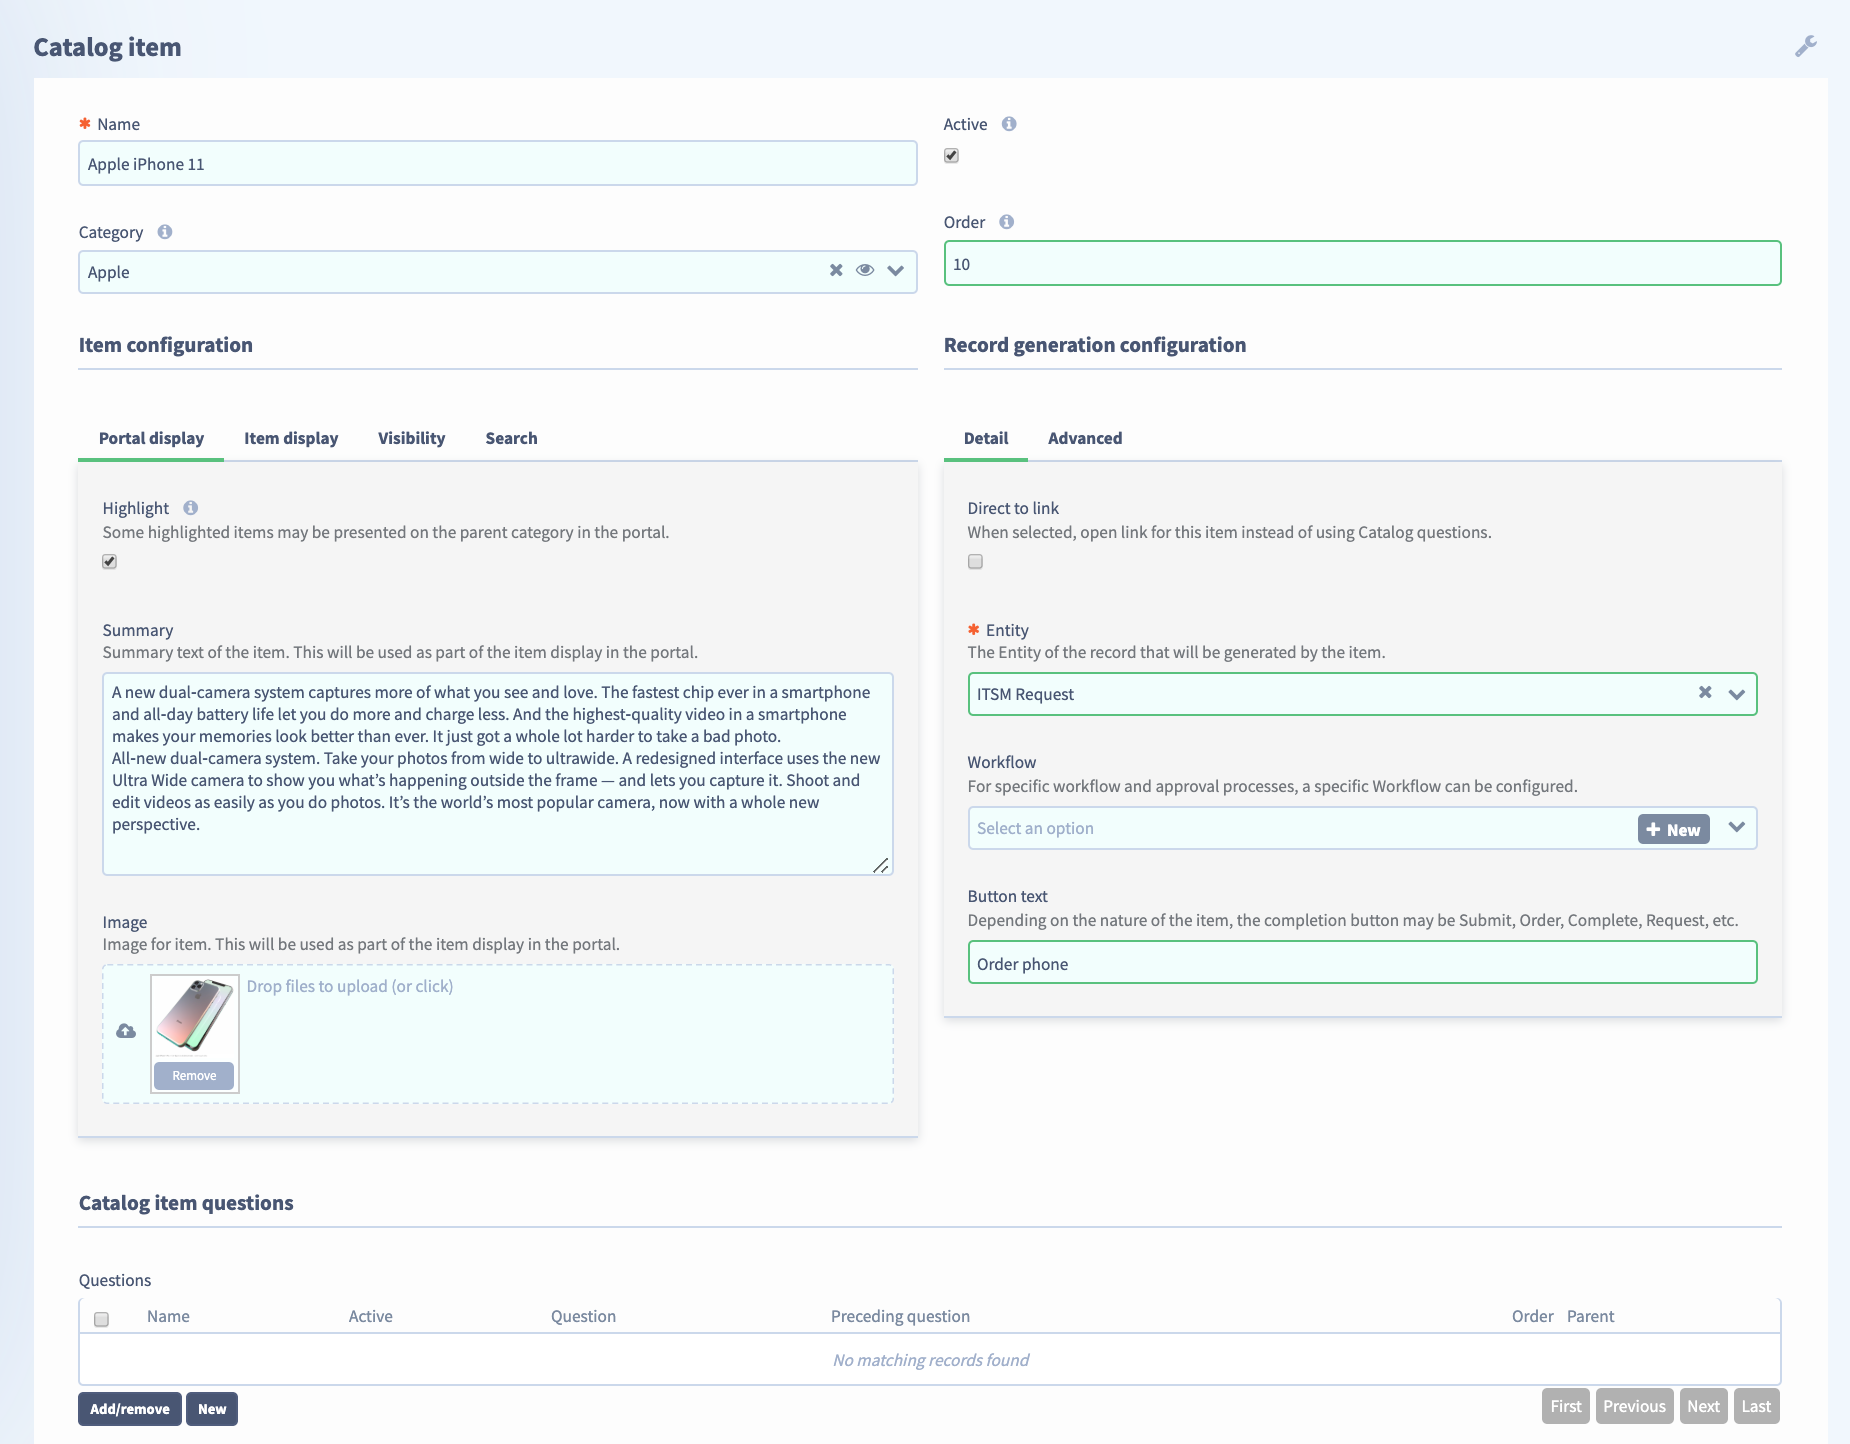 Catalog item
Name
Apple iPhone 11
Category
Apple
Active
Order
10
Item configuration
Portal display
Item display
Visibility
Search
Highlight
Some highlighted items may be presented on the parent category in the portal.
Summary
Summary text of the item. This will be used as part of the item display in the portal.
A new dual-camera system captures more of what you see and love. The fastest chip ever in a smartphone
and all-day battery life let you do more and charge less. And the highest-quality video in a smartphone
makes your memories look better than ever. It just got a whole lot harder to take a bad photo.
All-new dual-camera system. Take your photos from wide to ultrawide. A redesigned interface uses the new
Ultra Wide camera to show you what’s happening outside the frame — and lets you capture it. Shoot and
edit videos as easily as you do photos. It’s the world’s most popular camera, now with a whole new
perspective.
Image
Image for item. This will be used as part of the item display in the portal.
Drop files to upload (or click)
Remove
Record generation configuration
Detail
Advanced
Direct to link
When selected, open link for this item instead of using Catalog questions.
Entity
The Entity of the record that will be generated by the item.
ITSM Request
Workflow
For specific workflow and approval processes, a specific Workflow can be configured.
Select an option
New
Button text
Depending on the nature of the item, the completion button may be Submit, Order, Complete, Request, etc.
Order phone
Catalog item questions
Questions
Name Active Question Preceding question Order Parent
No matching records found
Add/remove New
First Previous Next Last